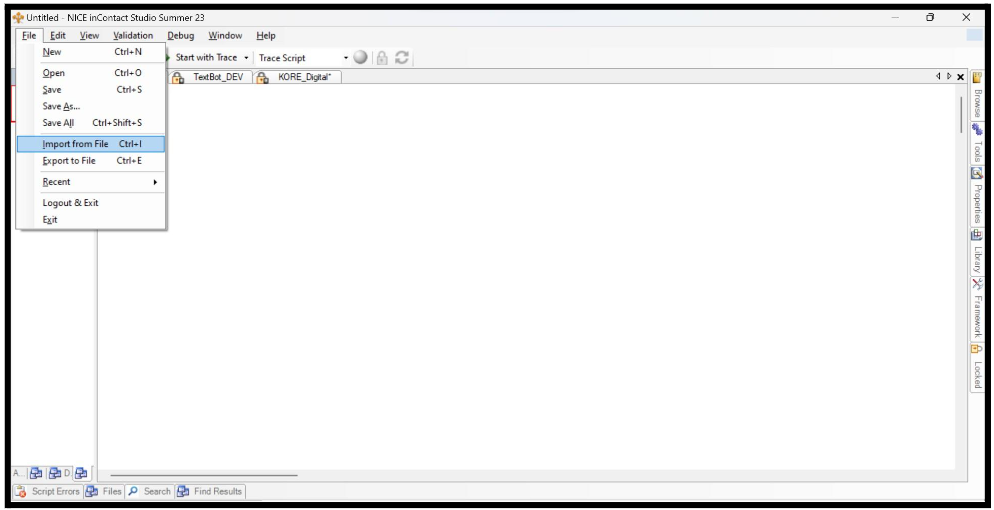 Untitled - NICE inContact Studio Summer 23
File Edit View Validation Debug Window Help
New Ctrl+N
Start with Trace Trace Script
Open Ctrl+O
TextBot_DEV KORE_Digital*
Save Ctrl+S
Save As...
Save All Ctrl+Shift+S
Import from File Ctrl+I
Export to File Ctrl+E
Recent
Logout & Exit
Exit
Browse
Tools
Properties
Library
Framework
Locked
A... D
Script Errors Files Search Find Results